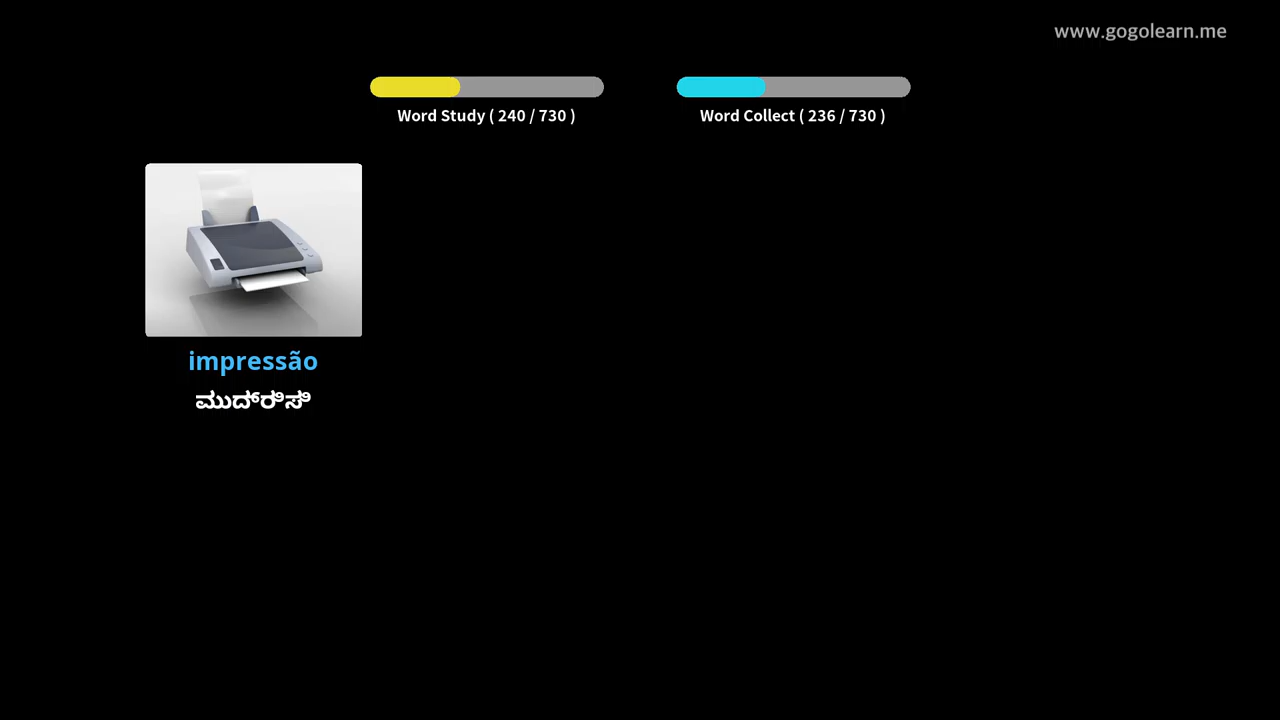 www.gogolearn.me
Word Study ( 240 / 730 )
Word Collect ( 236 / 730 )
impressão
ಮುದ್ರಿಸಿ